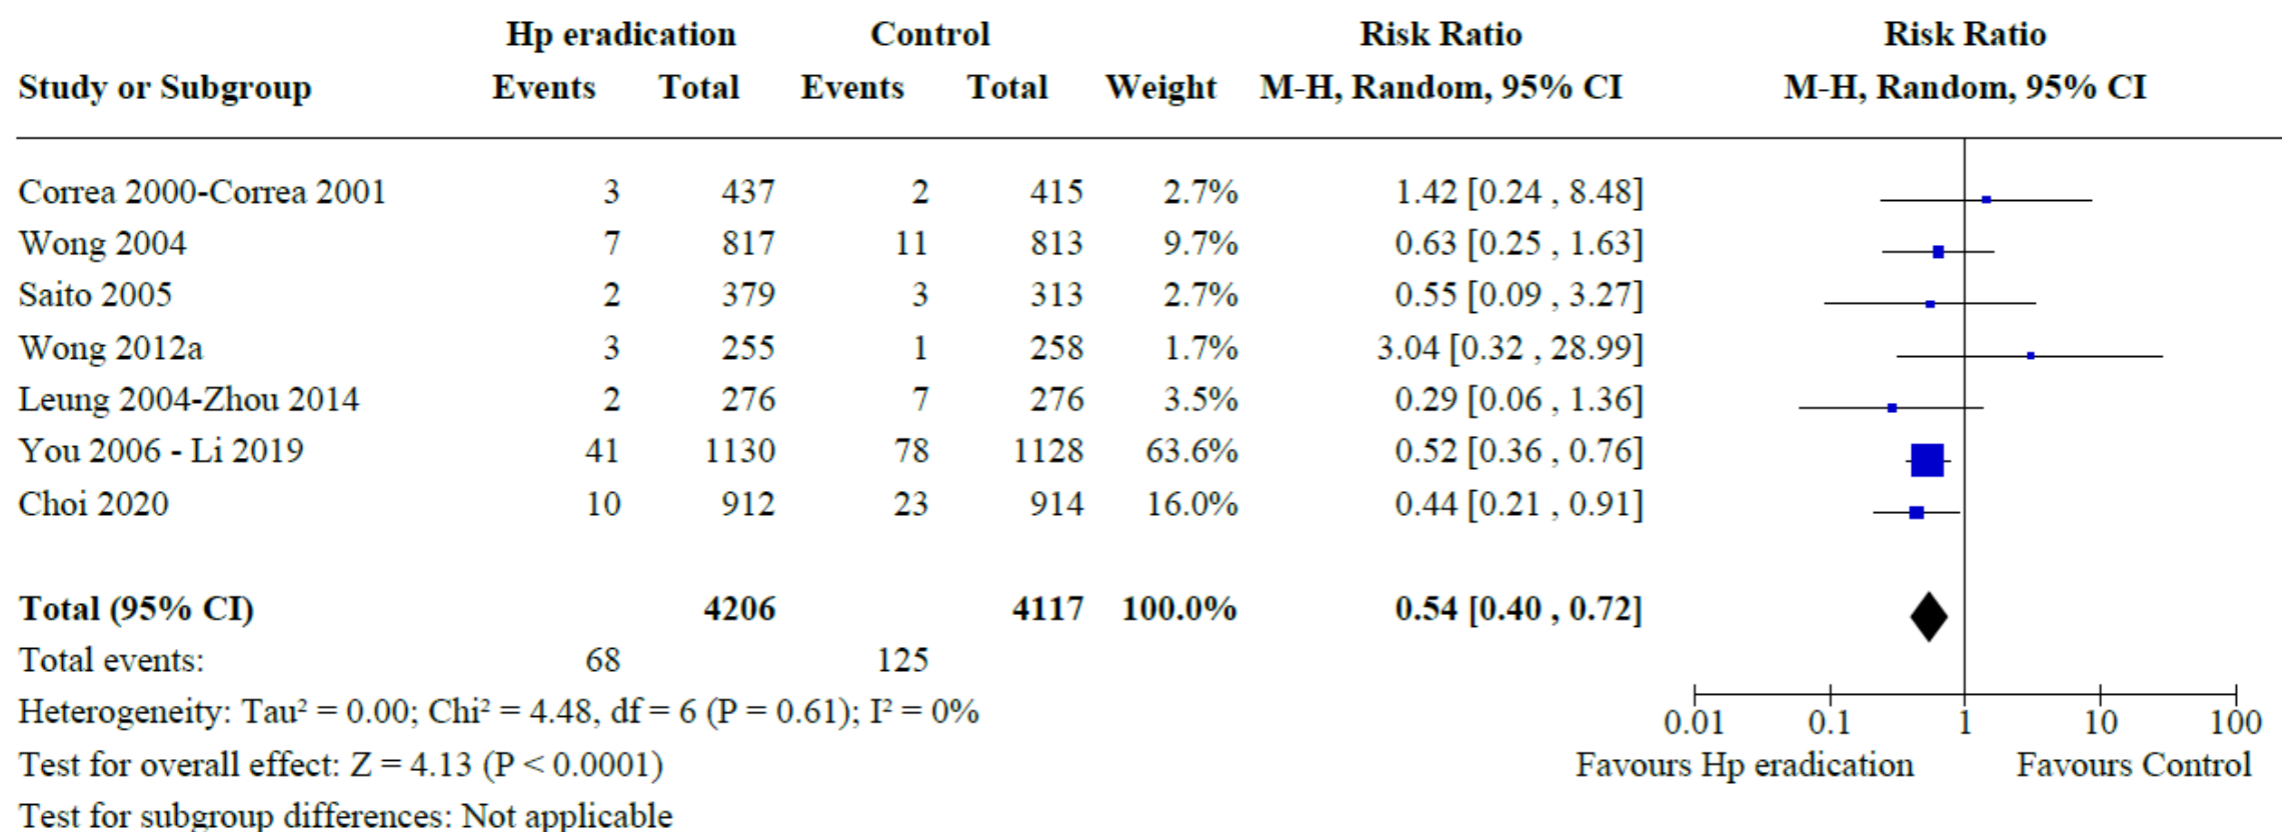 Hp eradication Control Risk Ratio Risk Ratio
Study or Subgroup Events Total Events Total Weight M-H, Random, 95% CI M-H, Random, 95% CI
Correa 2000-Correa 2001 3 437 2 415 2.7% 1.42 [0.24 , 8.48]
Wong 2004 7 817 11 813 9.7% 0.63 [0.25 , 1.63]
Saito 2005 2 379 3 313 2.7% 0.55 [0.09 , 3.27]
Wong 2012a 3 255 1 258 1.7% 3.04 [0.32 , 28.99]
Leung 2004-Zhou 2014 2 276 7 276 3.5% 0.29 [0.06 , 1.36]
You 2006 - Li 2019 41 1130 78 1128 63.6% 0.52 [0.36 , 0.76]
Choi 2020 10 912 23 914 16.0% 0.44 [0.21 , 0.91]
Total (95% CI) 4206 4117 100.0% 0.54 [0.40 , 0.72]
Total events: 68 125
Heterogeneity: Tau² = 0.00; Chi² = 4.48, df = 6 (P = 0.61); I² = 0%
0.01 0.1 1 10 100
Test for overall effect: Z = 4.13 (P < 0.0001)
Favours Hp eradication Favours Control
Test for subgroup differences: Not applicable